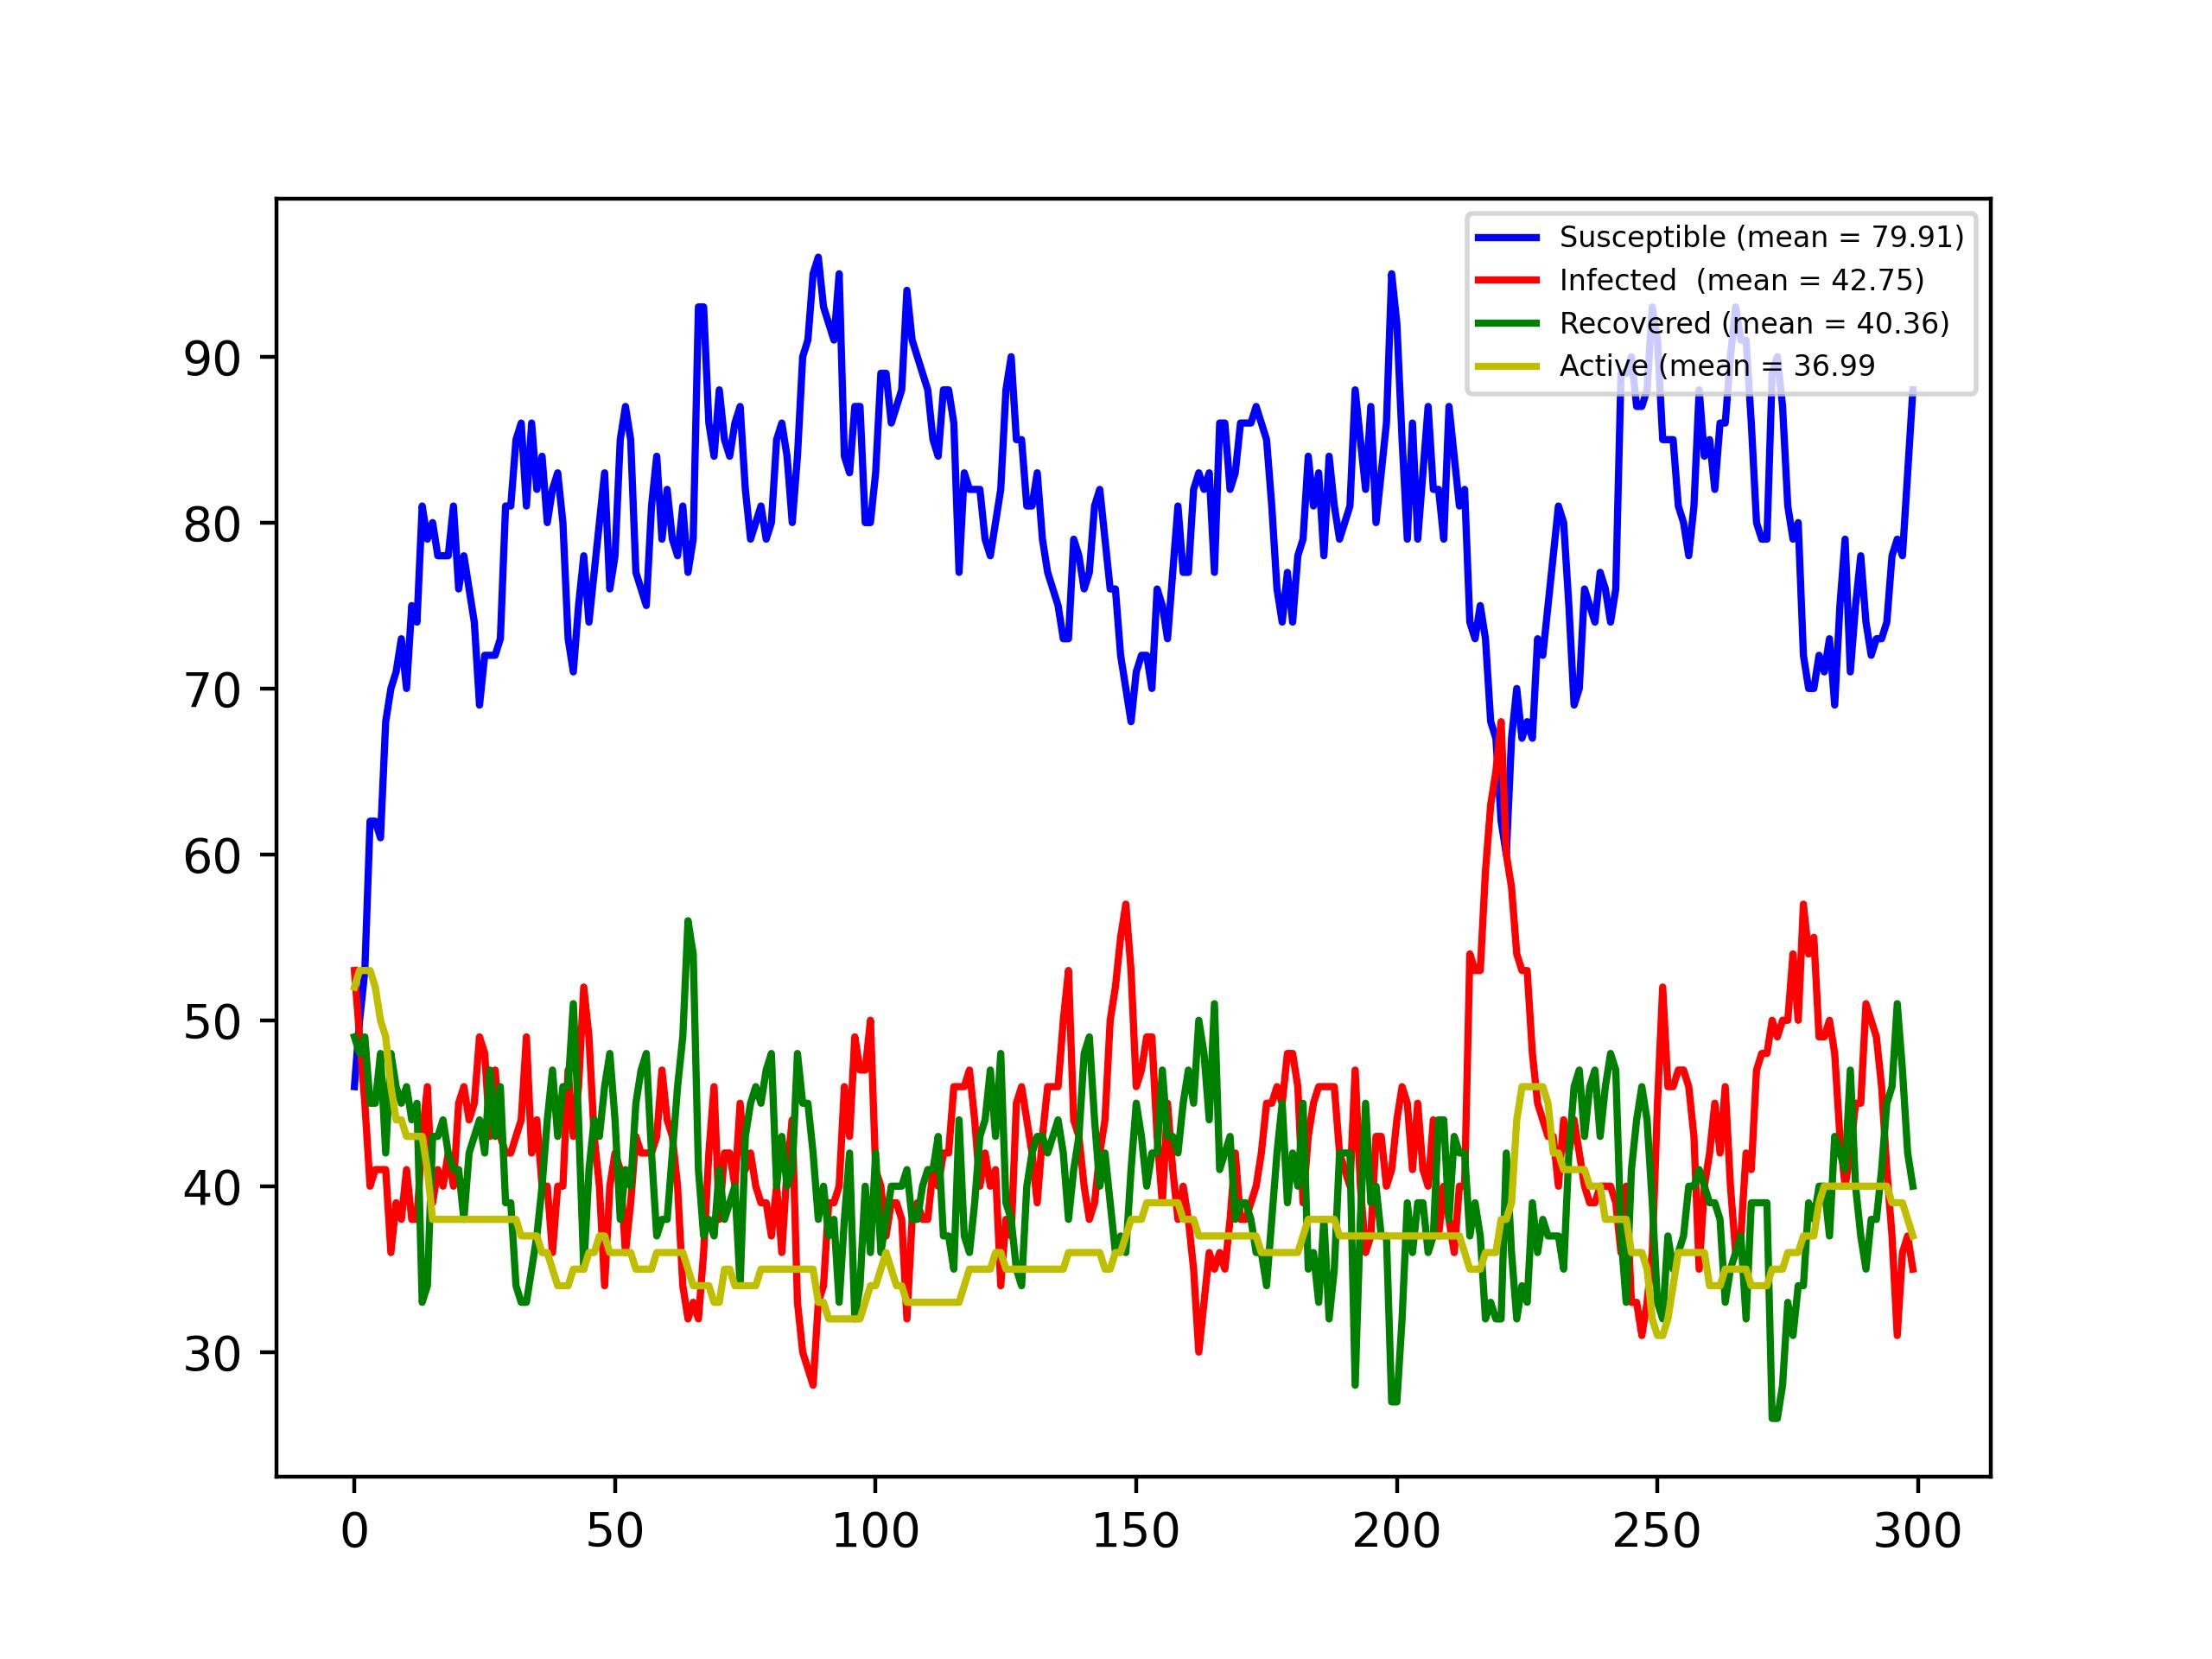 Susceptible (mean = 79.91)
Infected  (mean = 42.75)
Recovered (mean = 40.36)
Active (mean = 36.99
90
80
70
60
50
40
30
0 50 100 150 200 250 300